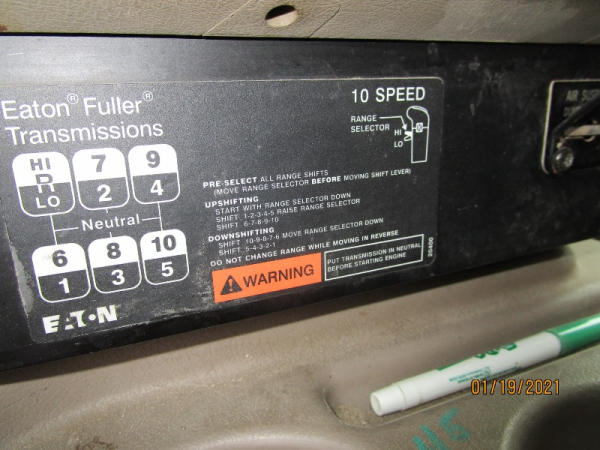 Eaton® Fuller®
Transmissions
10 SPEED
RANGE
SELECTOR
HI
LO
HI
R
LO
7
2
9
4
Neutral
6
1
8
3
10
5
PRE-SELECT ALL RANGE SHIFTS
(MOVE RANGE SELECTOR BEFORE MOVING SHIFT LEVER)
UPSHIFTING
START WITH RANGE SELECTOR DOWN
SHIFT 1-2-3-4-5 RAISE RANGE SELECTOR
SHIFT 6-7-8-9-10
DOWNSHIFTING
SHIFT 10-9-8-7-6 MOVE RANGE SELECTOR DOWN
SHIFT 5-4-3-2-1
DO NOT CHANGE RANGE WHILE MOVING IN REVERSE
WARNING
PUT TRANSMISSION IN NEUTRAL
BEFORE STARTING ENGINE
EATON
AIR SUSP
01/19/2021